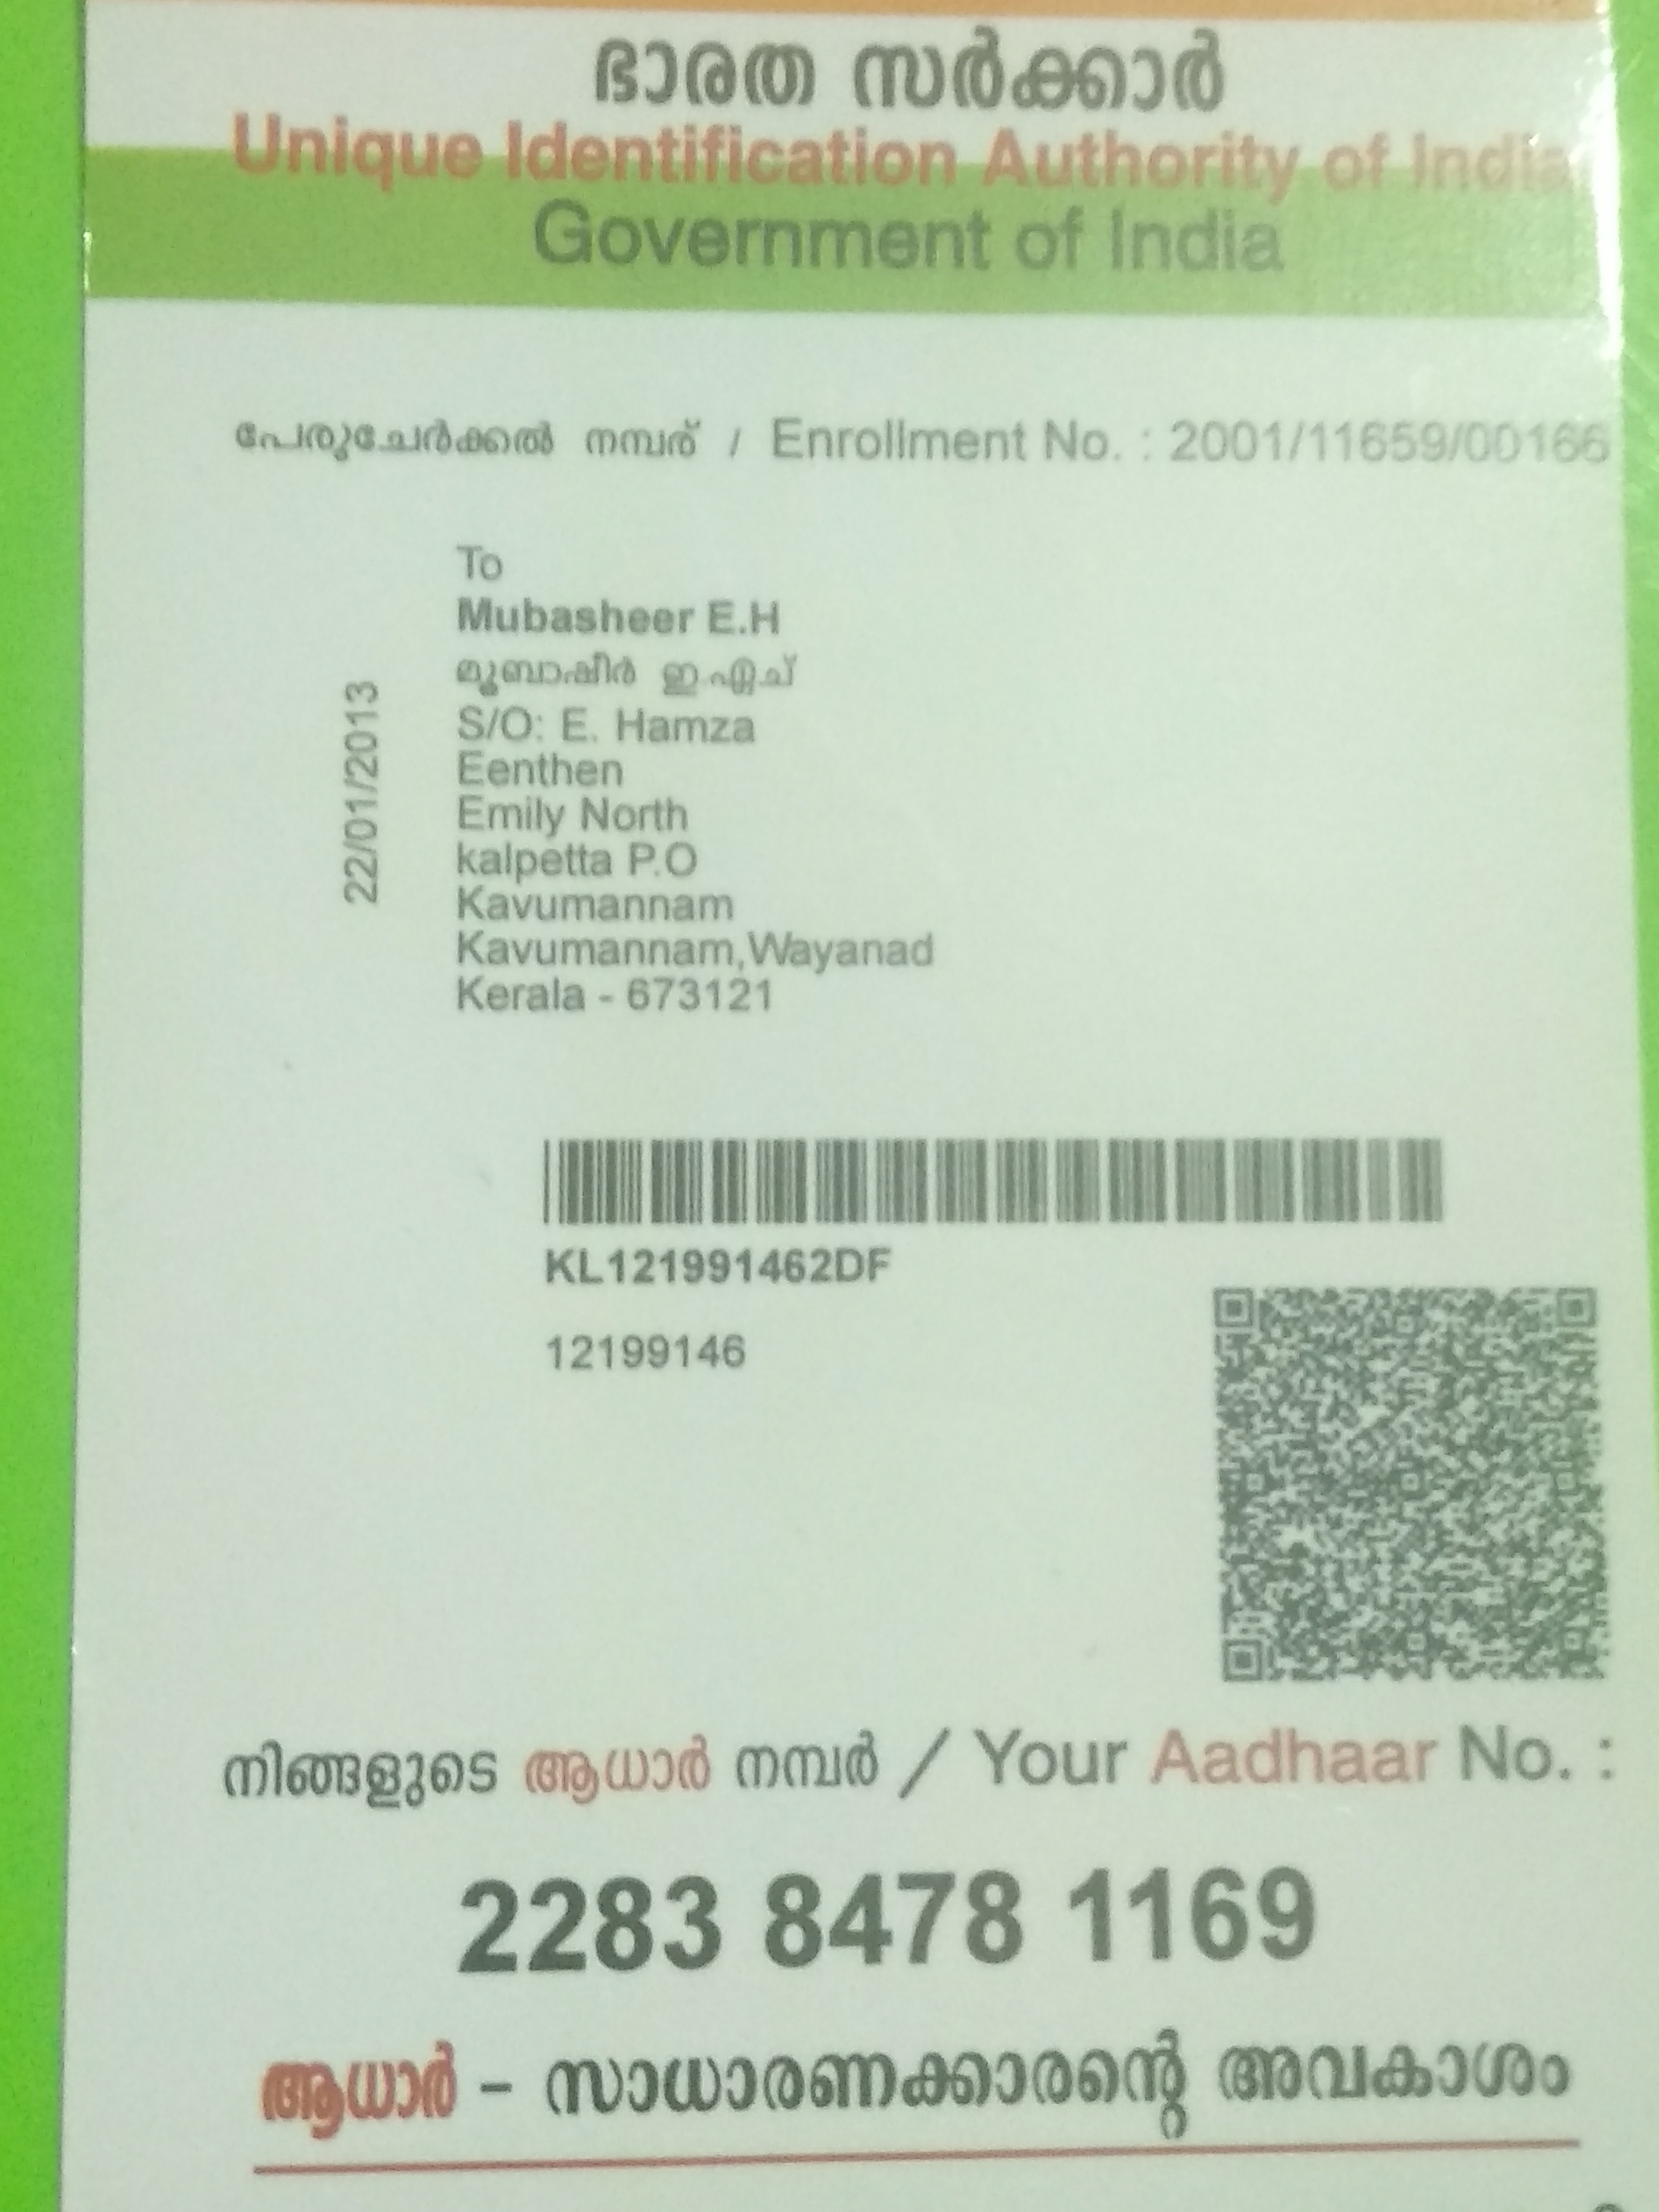 ഭാരത സർക്കാർ
Unique Identification Authority of India
Government of India
പേരുചേർക്കൽ നമ്പര് / Enrollment No. : 2001/11659/00166
To
Mubasheer E.H
മുബാഷീർ ഇ.എച്
S/O: E. Hamza
Eenthen
Emily North
kalpetta P.O
Kavumannam
Kavumannam,Wayanad
Kerala - 673121
22/01/2013
KL121991462DF
12199146
നിങ്ങളുടെ ആധാർ നമ്പർ / Your Aadhaar No. :
2283 8478 1169
ആധാർ – സാധാരണക്കാരന്റെ അവകാശം